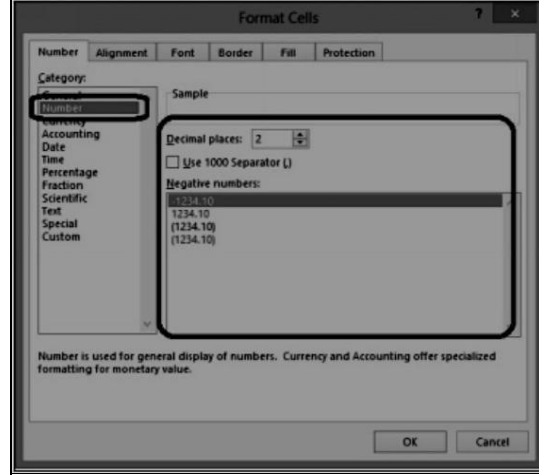 Format Cells
? ×
Number Alignment Font Border Fill Protection
Category:
General
Number
Currency
Accounting
Date
Time
Percentage
Fraction
Scientific
Text
Special
Custom
Sample
Decimal places: 2
Use 1000 Separator (,)
Negative numbers:
-1234.10
1234.10
(1234.10)
(1234.10)
Number is used for general display of numbers. Currency and Accounting offer specialized
formatting for monetary value.
OK Cancel